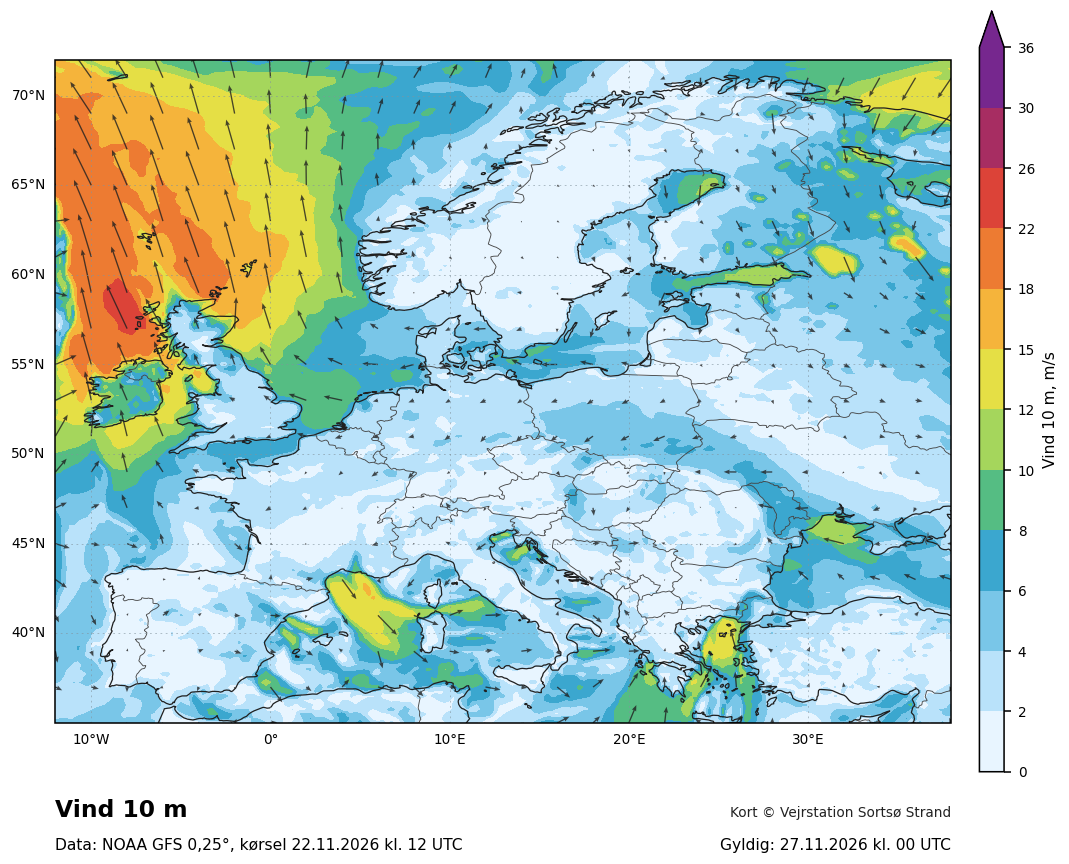 36
30
26
22
18
15
12
10
8
6
4
2
0
Vind 10 m, m/s
70°N
65°N
60°N
55°N
50°N
45°N
40°N
10°W
0°
10°E
20°E
30°E
Vind 10 m
Kort © Vejrstation Sortsø Strand
Data: NOAA GFS 0,25°, kørsel 22.11.2026 kl. 12 UTC
Gyldig: 27.11.2026 kl. 00 UTC